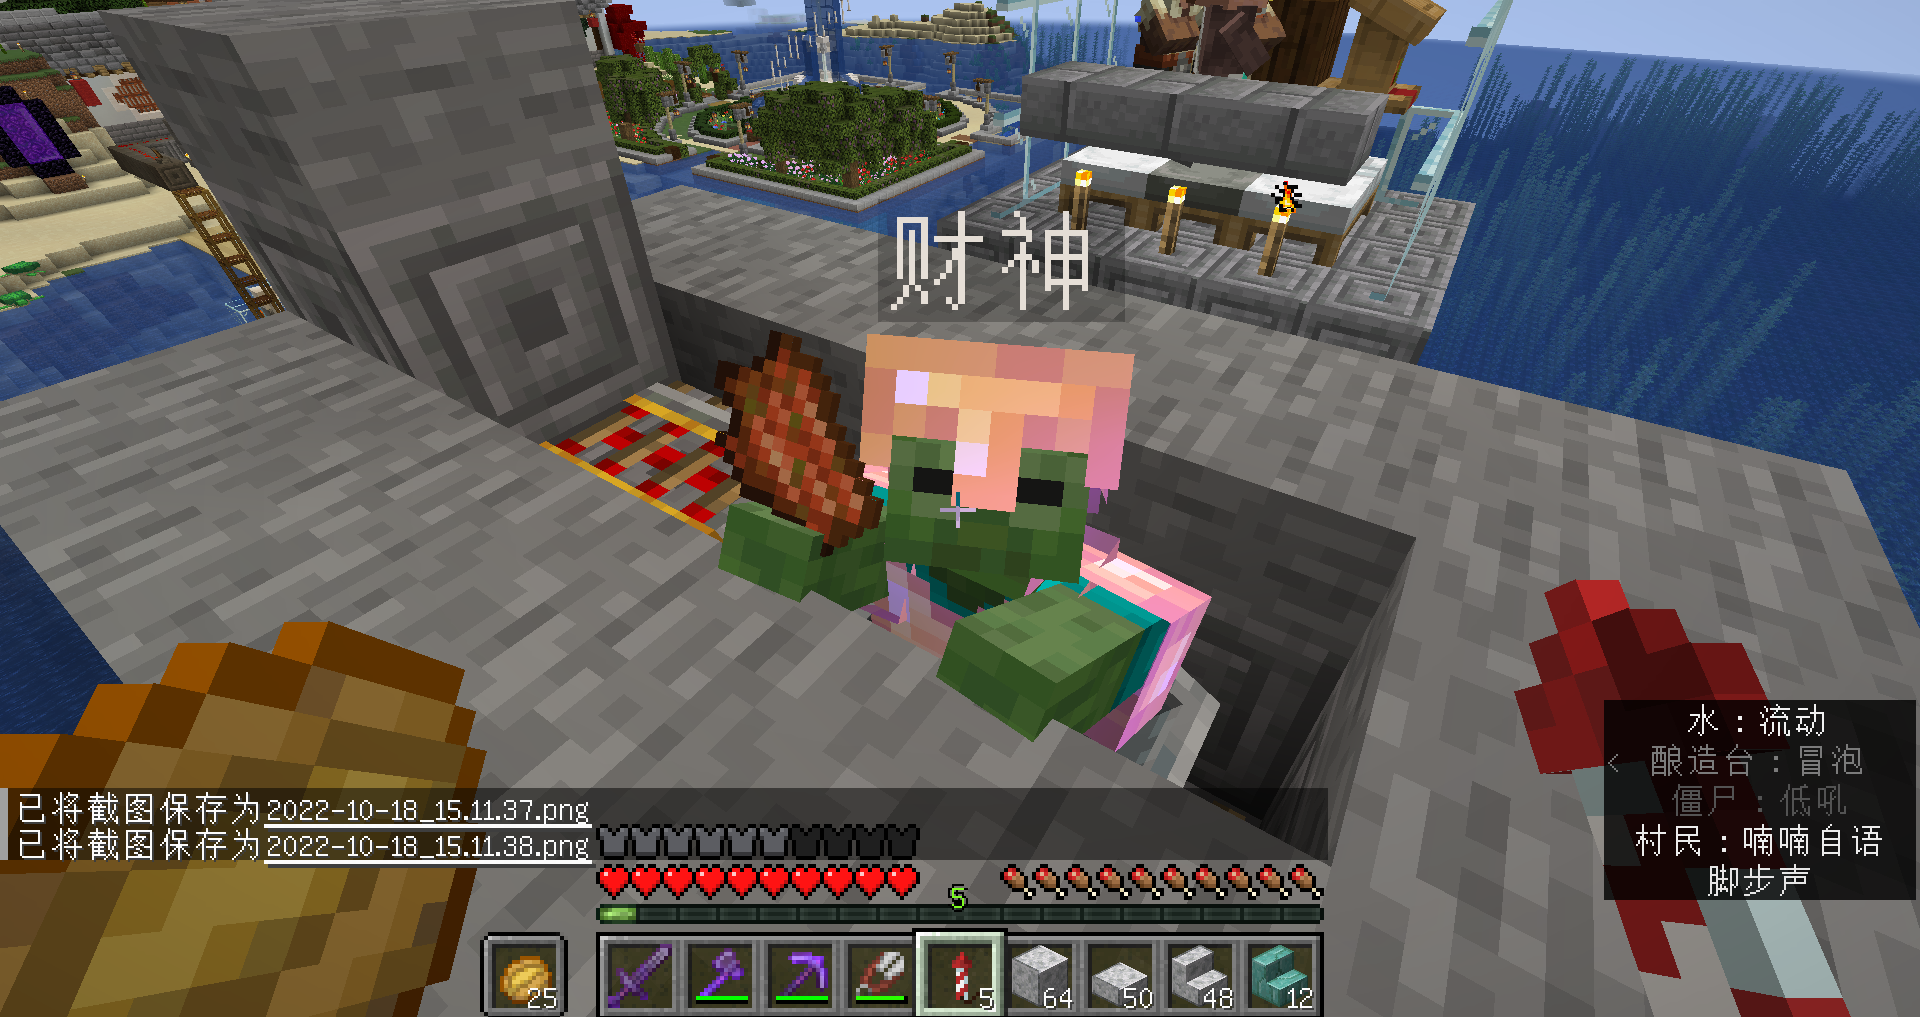 财神
水：流动
< 酿造台：冒泡
僵尸：低吼
村民：喃喃自语
脚步声
已将截图保存为2022-10-18_15.11.37.png
已将截图保存为2022-10-18_15.11.38.png
5
25
5
64
50
48
12